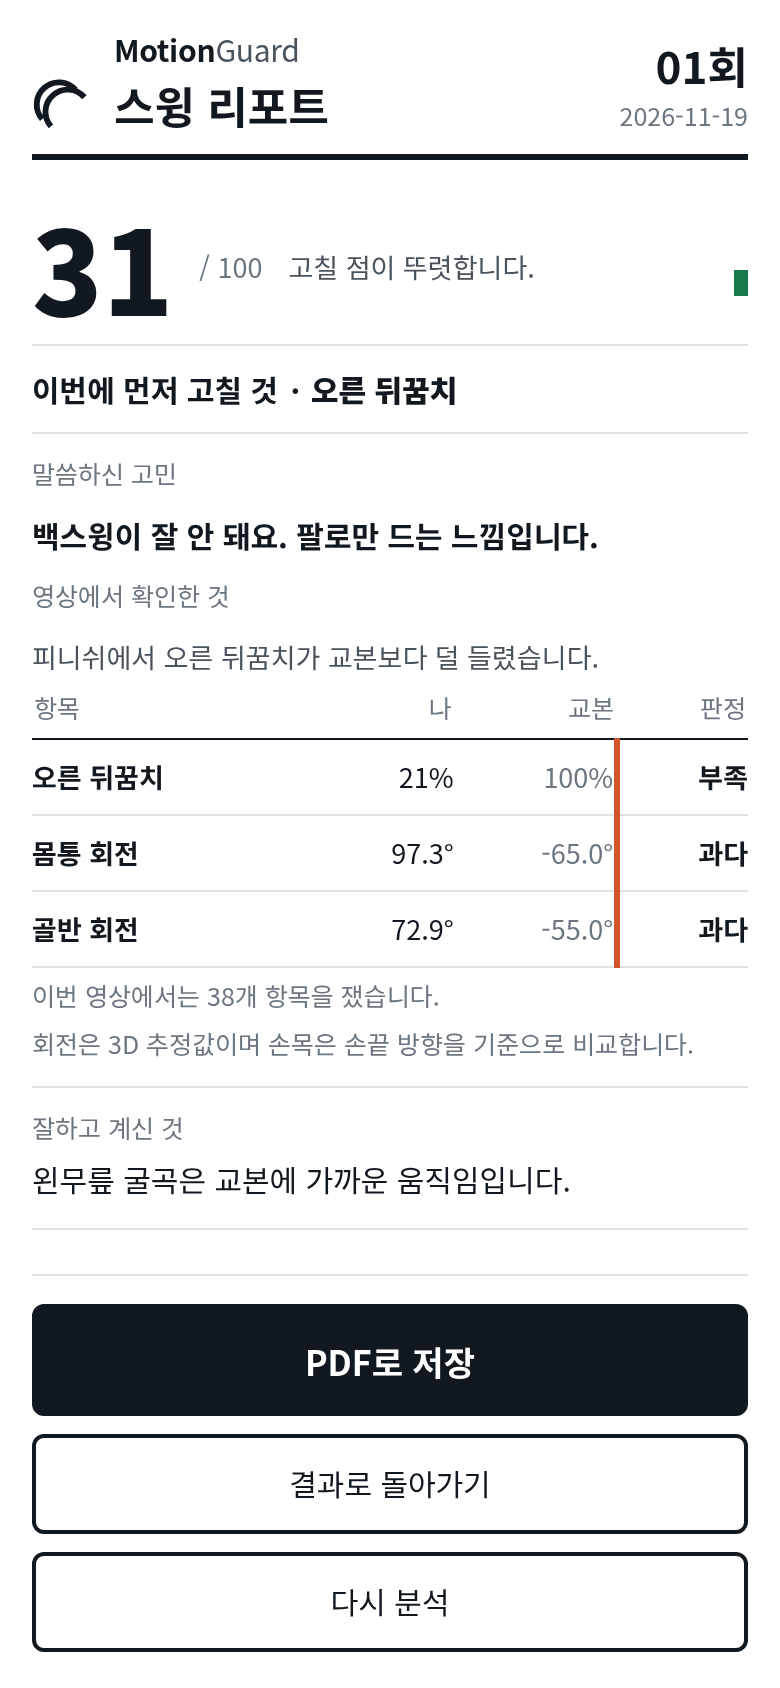 MotionGuard
스윙 리포트
01회
2026-11-19
31 / 100 고칠 점이 뚜렷합니다.
이번에 먼저 고칠 것 · 오른 뒤꿈치
말씀하신 고민
백스윙이 잘 안 돼요. 팔로만 드는 느낌입니다.
영상에서 확인한 것
피니쉬에서 오른 뒤꿈치가 교본보다 덜 들렸습니다.
항목 나 교본 판정
오른 뒤꿈치 21% 100% 부족
몸통 회전 97.3° -65.0° 과다
골반 회전 72.9° -55.0° 과다
이번 영상에서는 38개 항목을 쟀습니다.
회전은 3D 추정값이며 손목은 손끝 방향을 기준으로 비교합니다.
잘하고 계신 것
왼무릎 굴곡은 교본에 가까운 움직임입니다.
PDF로 저장
결과로 돌아가기
다시 분석